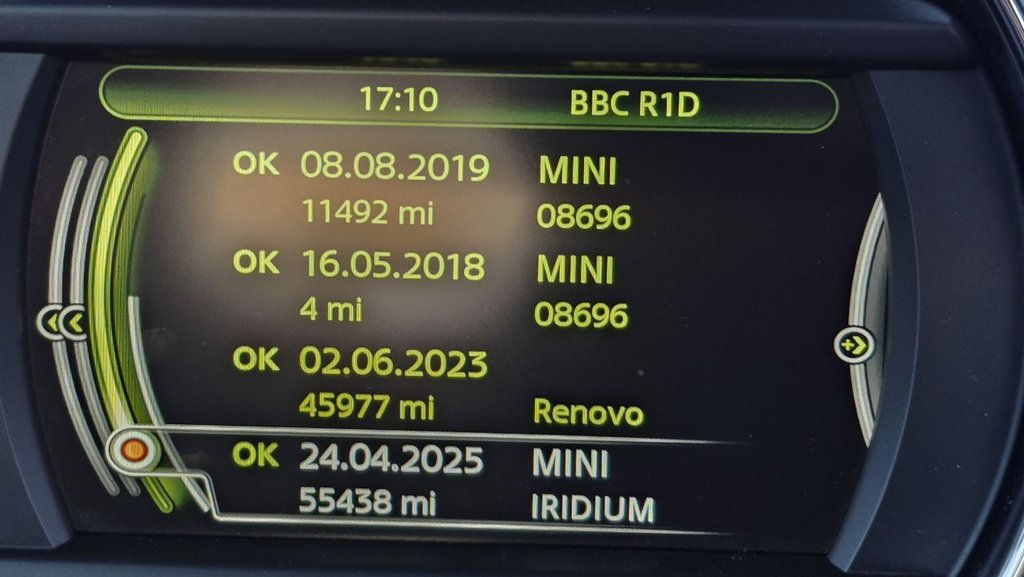 17:10 BBC R1D
OK 08.08.2019 MINI
11492 mi 08696
OK 16.05.2018 MINI
4 mi 08696
OK 02.06.2023
45977 mi Renovo
OK 24.04.2025 MINI
55438 mi IRIDIUM